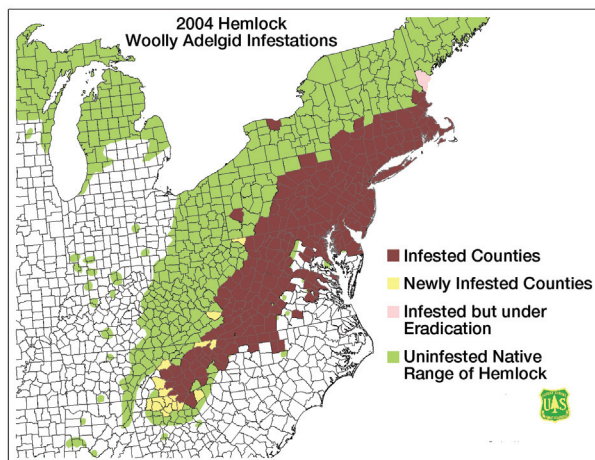 2004 Hemlock
Woolly Adelgid Infestations
Infested Counties
Newly Infested Counties
Infested but under
Eradication
Uninfested Native
Range of Hemlock
US